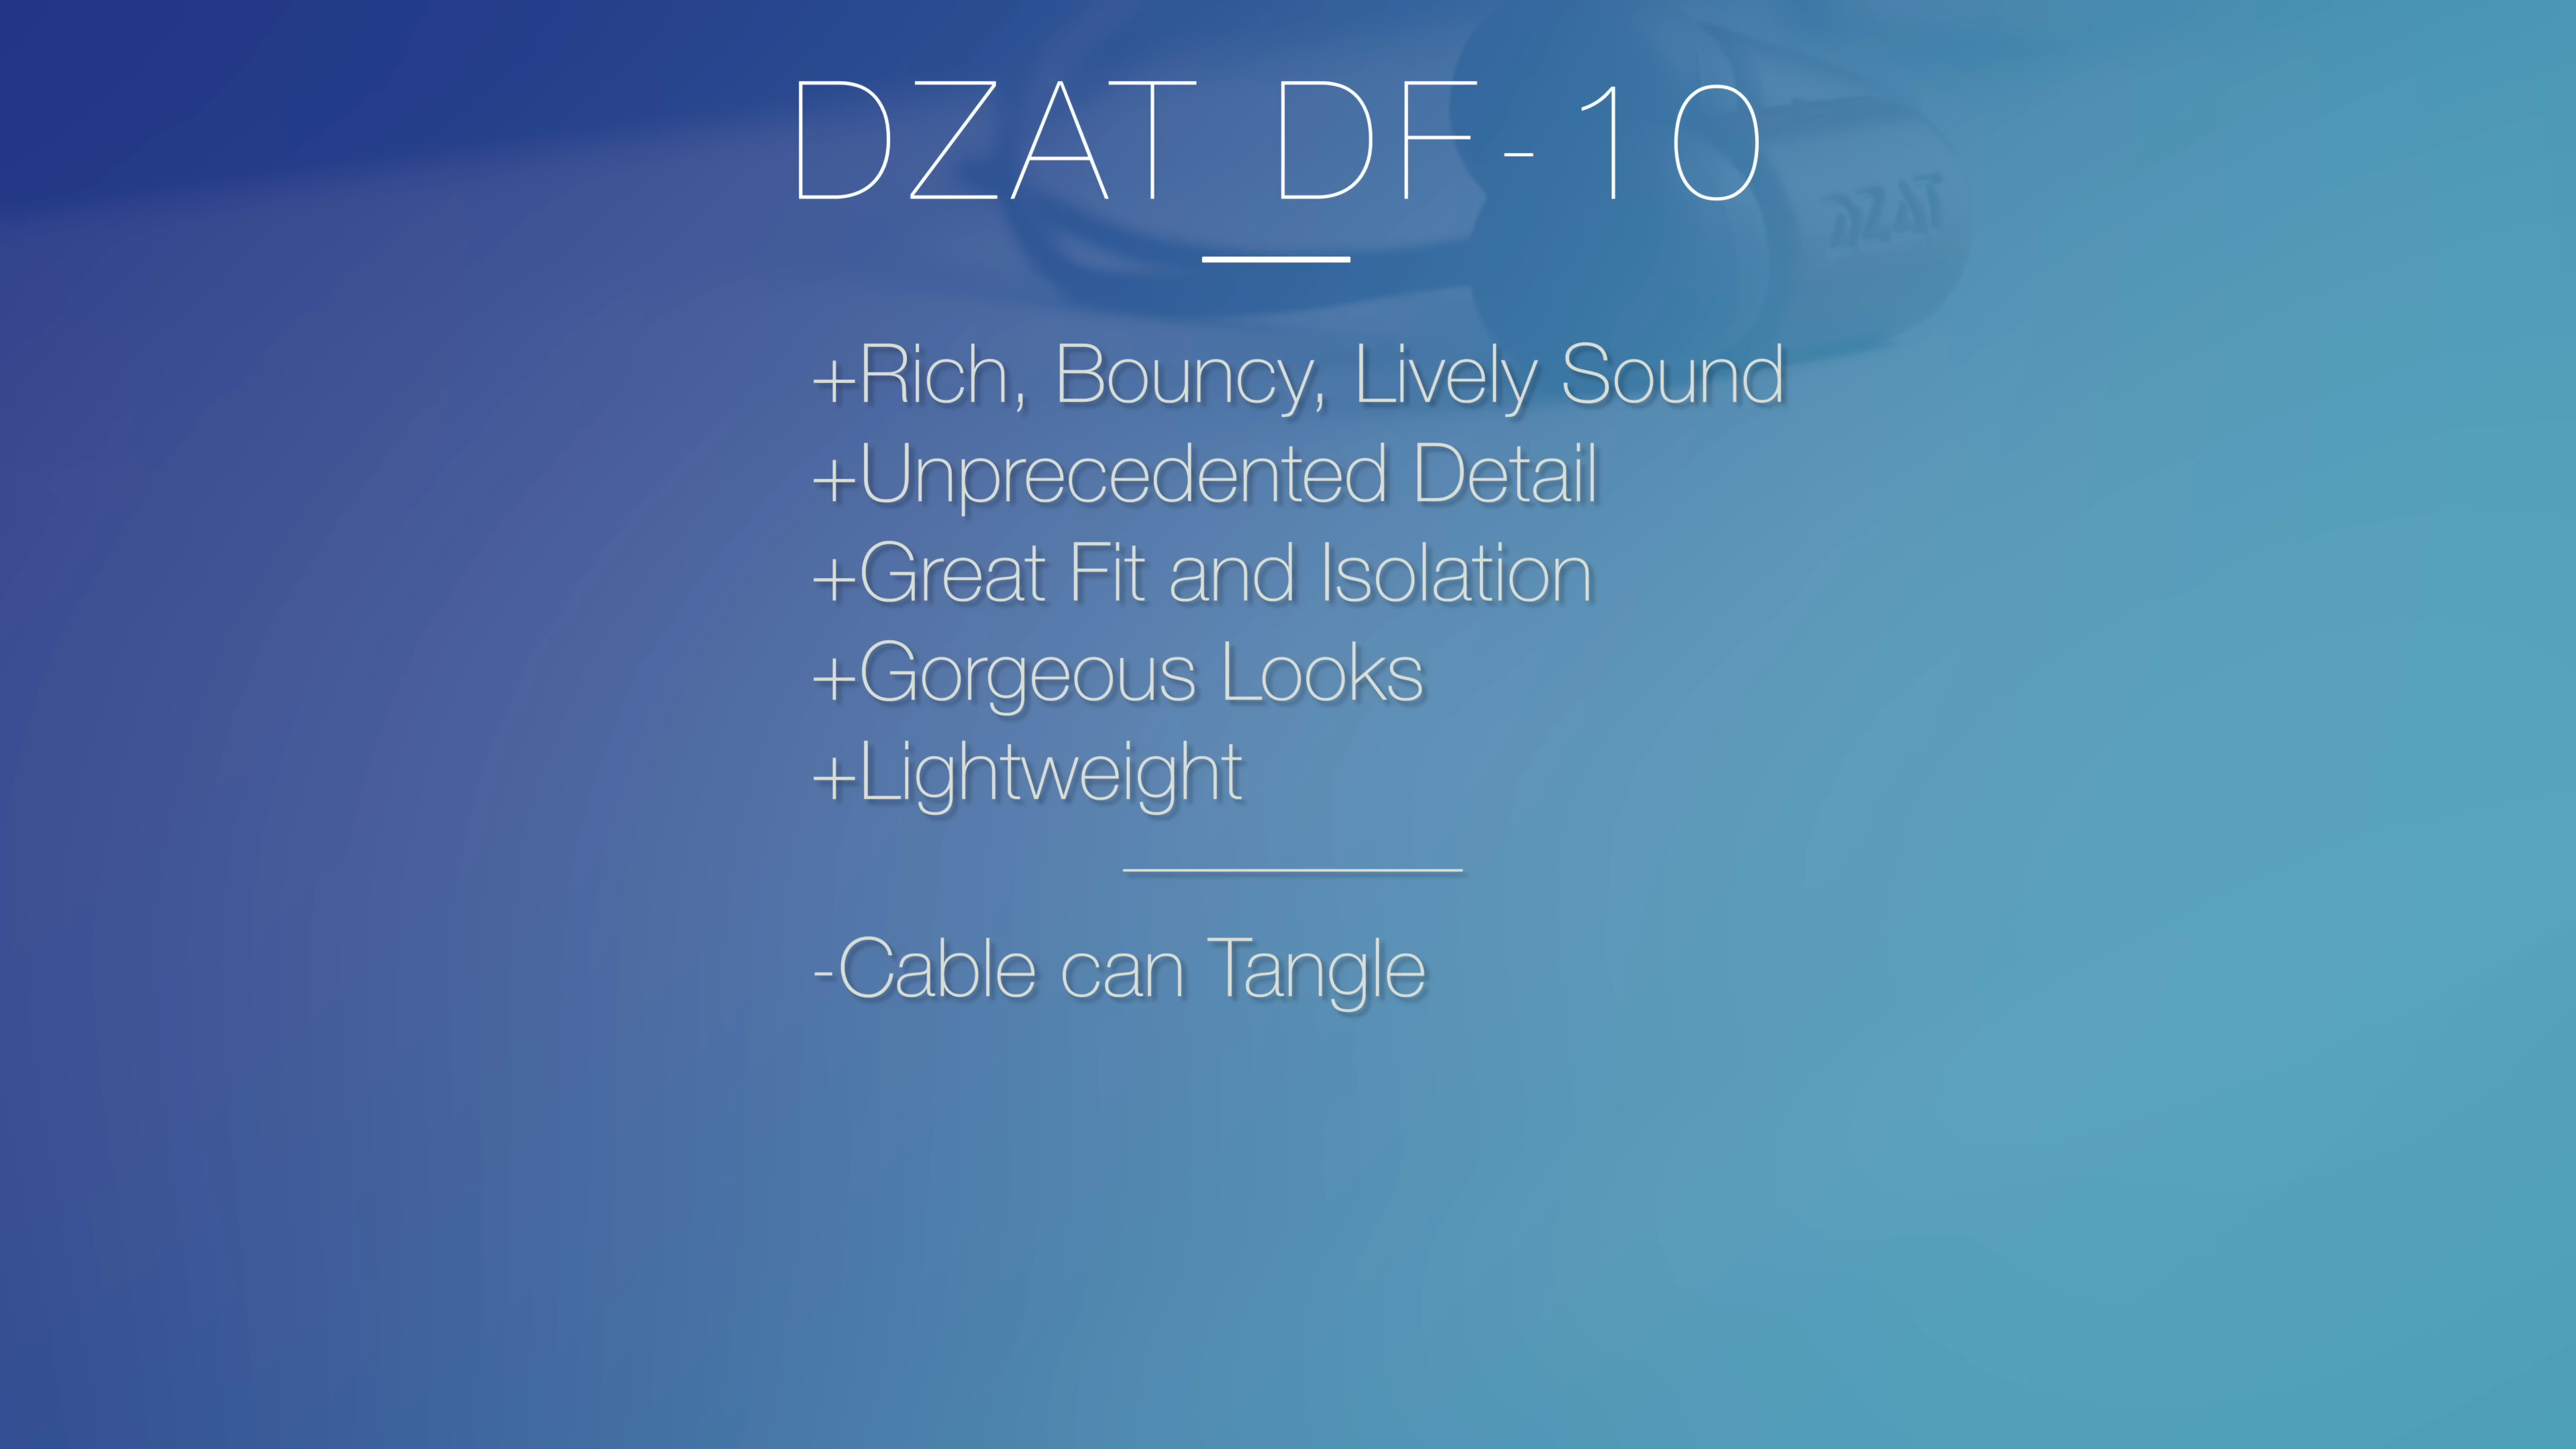 DZAT DF-10
DZAT
+Rich, Bouncy, Lively Sound
+Unprecedented Detail
+Great Fit and Isolation
+Gorgeous Looks
+Lightweight
-Cable can Tangle